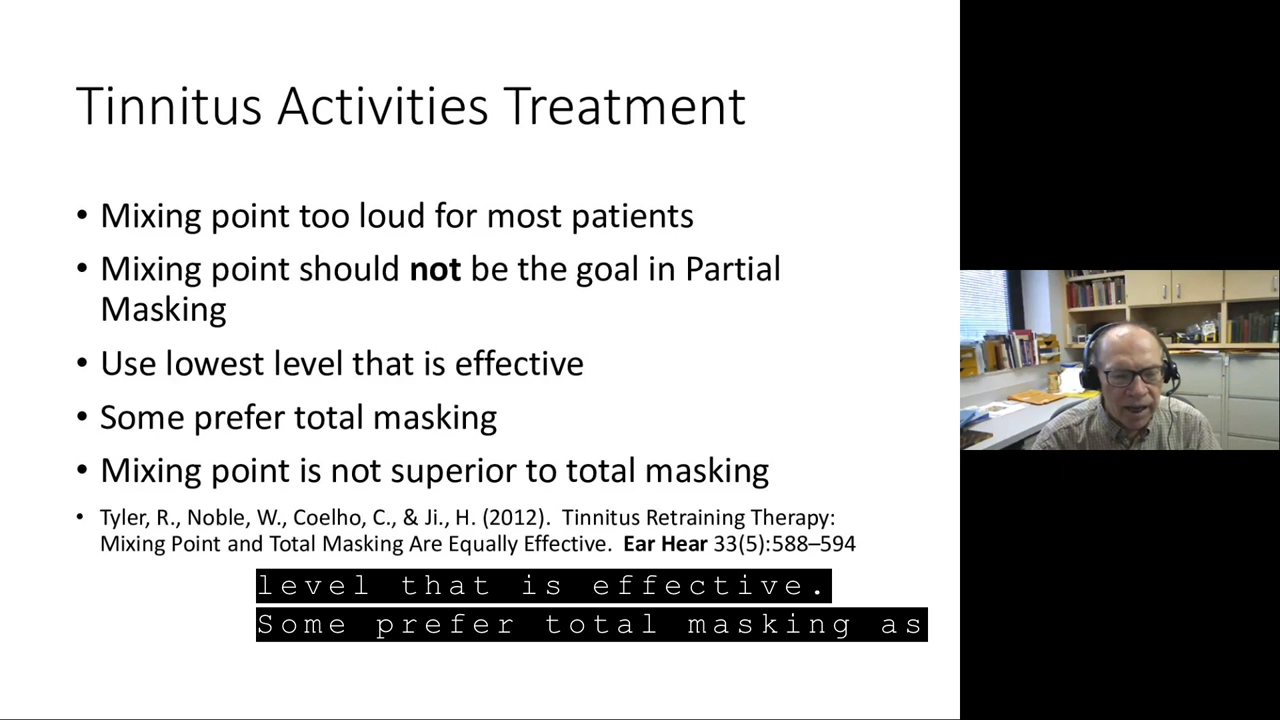 Tinnitus Activities Treatment
• Mixing point too loud for most patients
• Mixing point should not be the goal in Partial
Masking
• Use lowest level that is effective
• Some prefer total masking
• Mixing point is not superior to total masking
• Tyler, R., Noble, W., Coelho, C., & Ji., H. (2012). Tinnitus Retraining Therapy:
Mixing Point and Total Masking Are Equally Effective. Ear Hear 33(5):588–594
level that is effective.
Some prefer total masking as